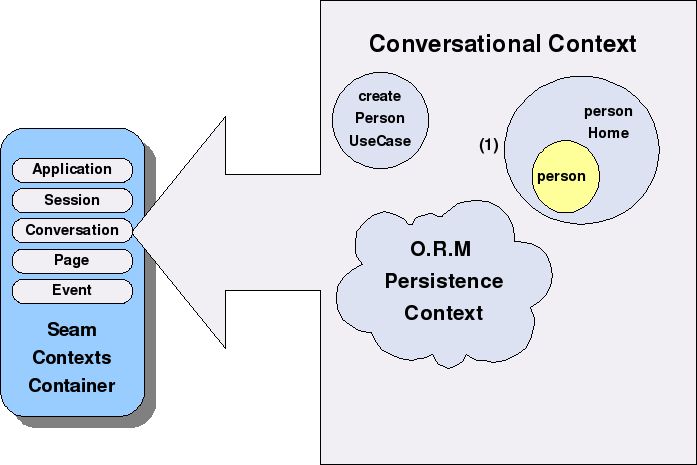 Conversational Context
create
Person
UseCase
person
Home
(1)
person
Application
Session
Conversation
Page
Event
Seam
Contexts
Container
O.R.M
Persistence
Context